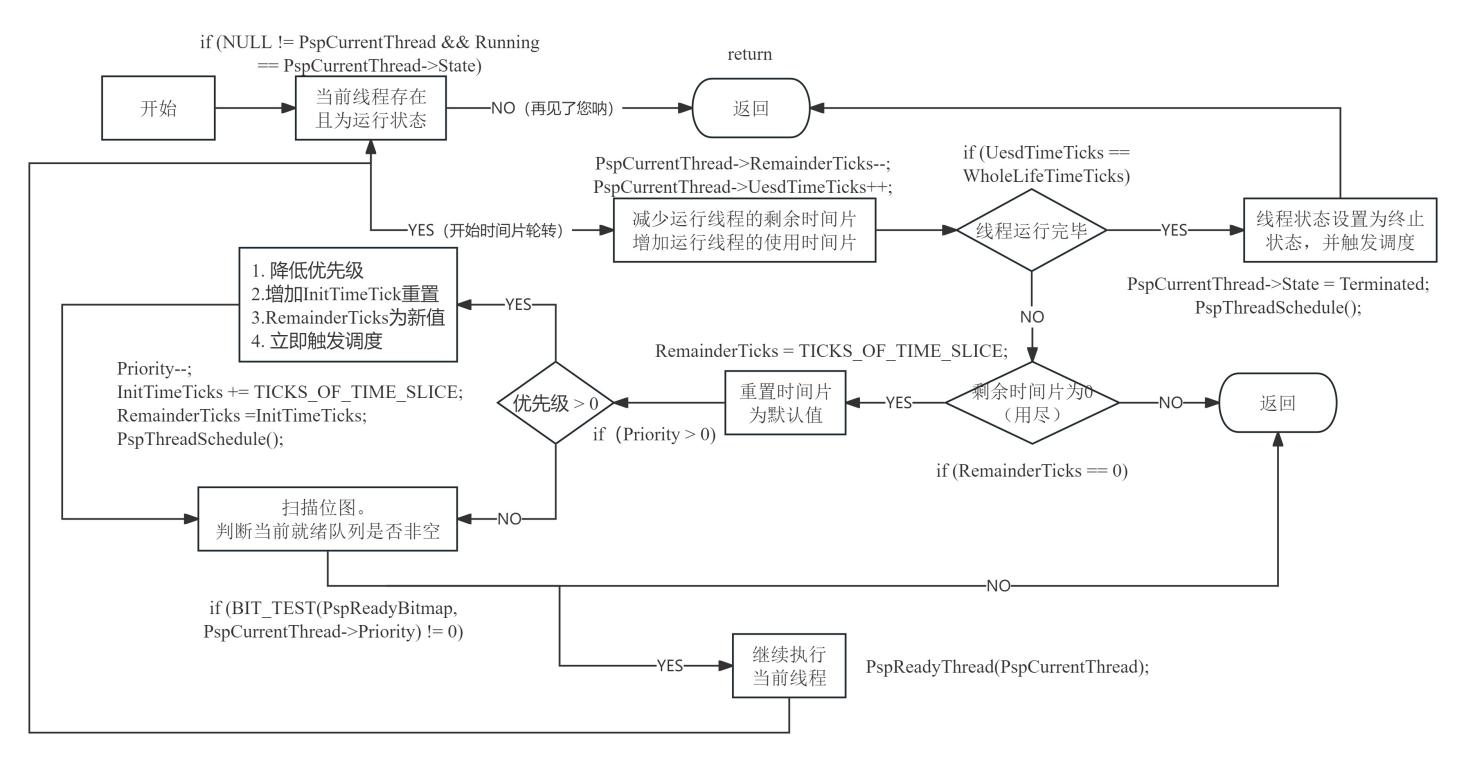 if (NULL != PspCurrentThread && Running
== PspCurrentThread->State)
return
开始
当前线程存在
且为运行状态
NO（再见了您呐）
返回
PspCurrentThread->RemainderTicks--;
PspCurrentThread->UesdTimeTicks++;
if (UesdTimeTicks ==
WholeLifeTimeTicks)
YES（开始时间片轮转）
减少运行线程的剩余时间片
增加运行线程的使用时间片
线程运行完毕
YES
线程状态设置为终止
状态，并触发调度
PspCurrentThread->State = Terminated;
PspThreadSchedule();
1. 降低优先级
2.增加InitTimeTick重置
3.RemainderTicks为新值
4. 立即触发调度
YES
NO
RemainderTicks = TICKS_OF_TIME_SLICE;
Priority--;
InitTimeTicks += TICKS_OF_TIME_SLICE;
RemainderTicks =InitTimeTicks;
PspThreadSchedule();
优先级 > 0
if（Priority > 0)
重置时间片
为默认值
YES
剩余时间片为0
（用尽）
NO
返回
if (RemainderTicks == 0)
扫描位图。
判断当前就绪队列是否非空
NO
NO
if (BIT_TEST(PspReadyBitmap,
PspCurrentThread->Priority) != 0)
YES
继续执行
当前线程
PspReadyThread(PspCurrentThread);